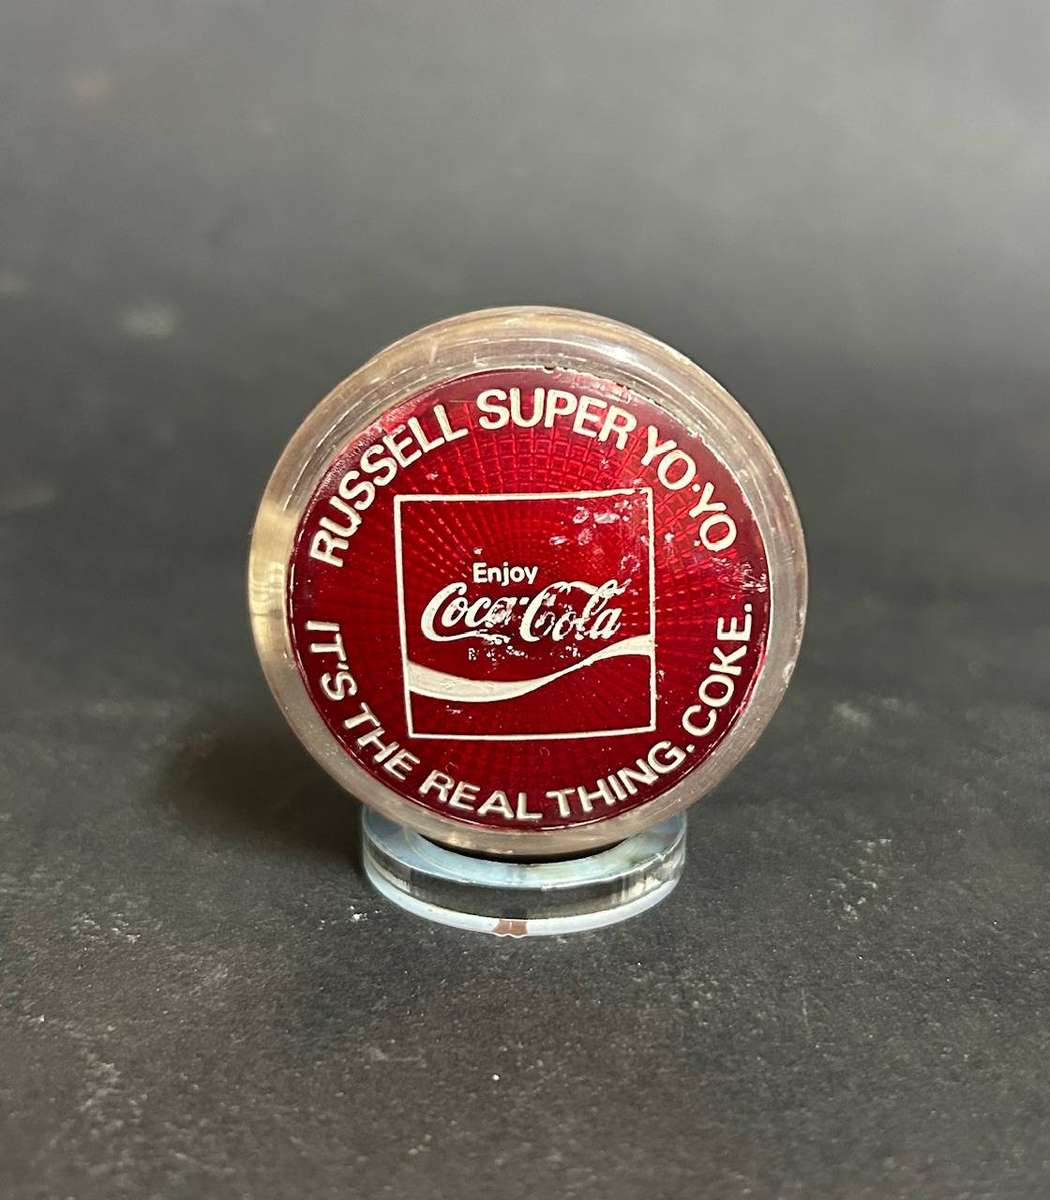 RUSSELL SUPER YO-YO
Enjoy
Coca-Cola
IT'S THE REAL THING. COKE.